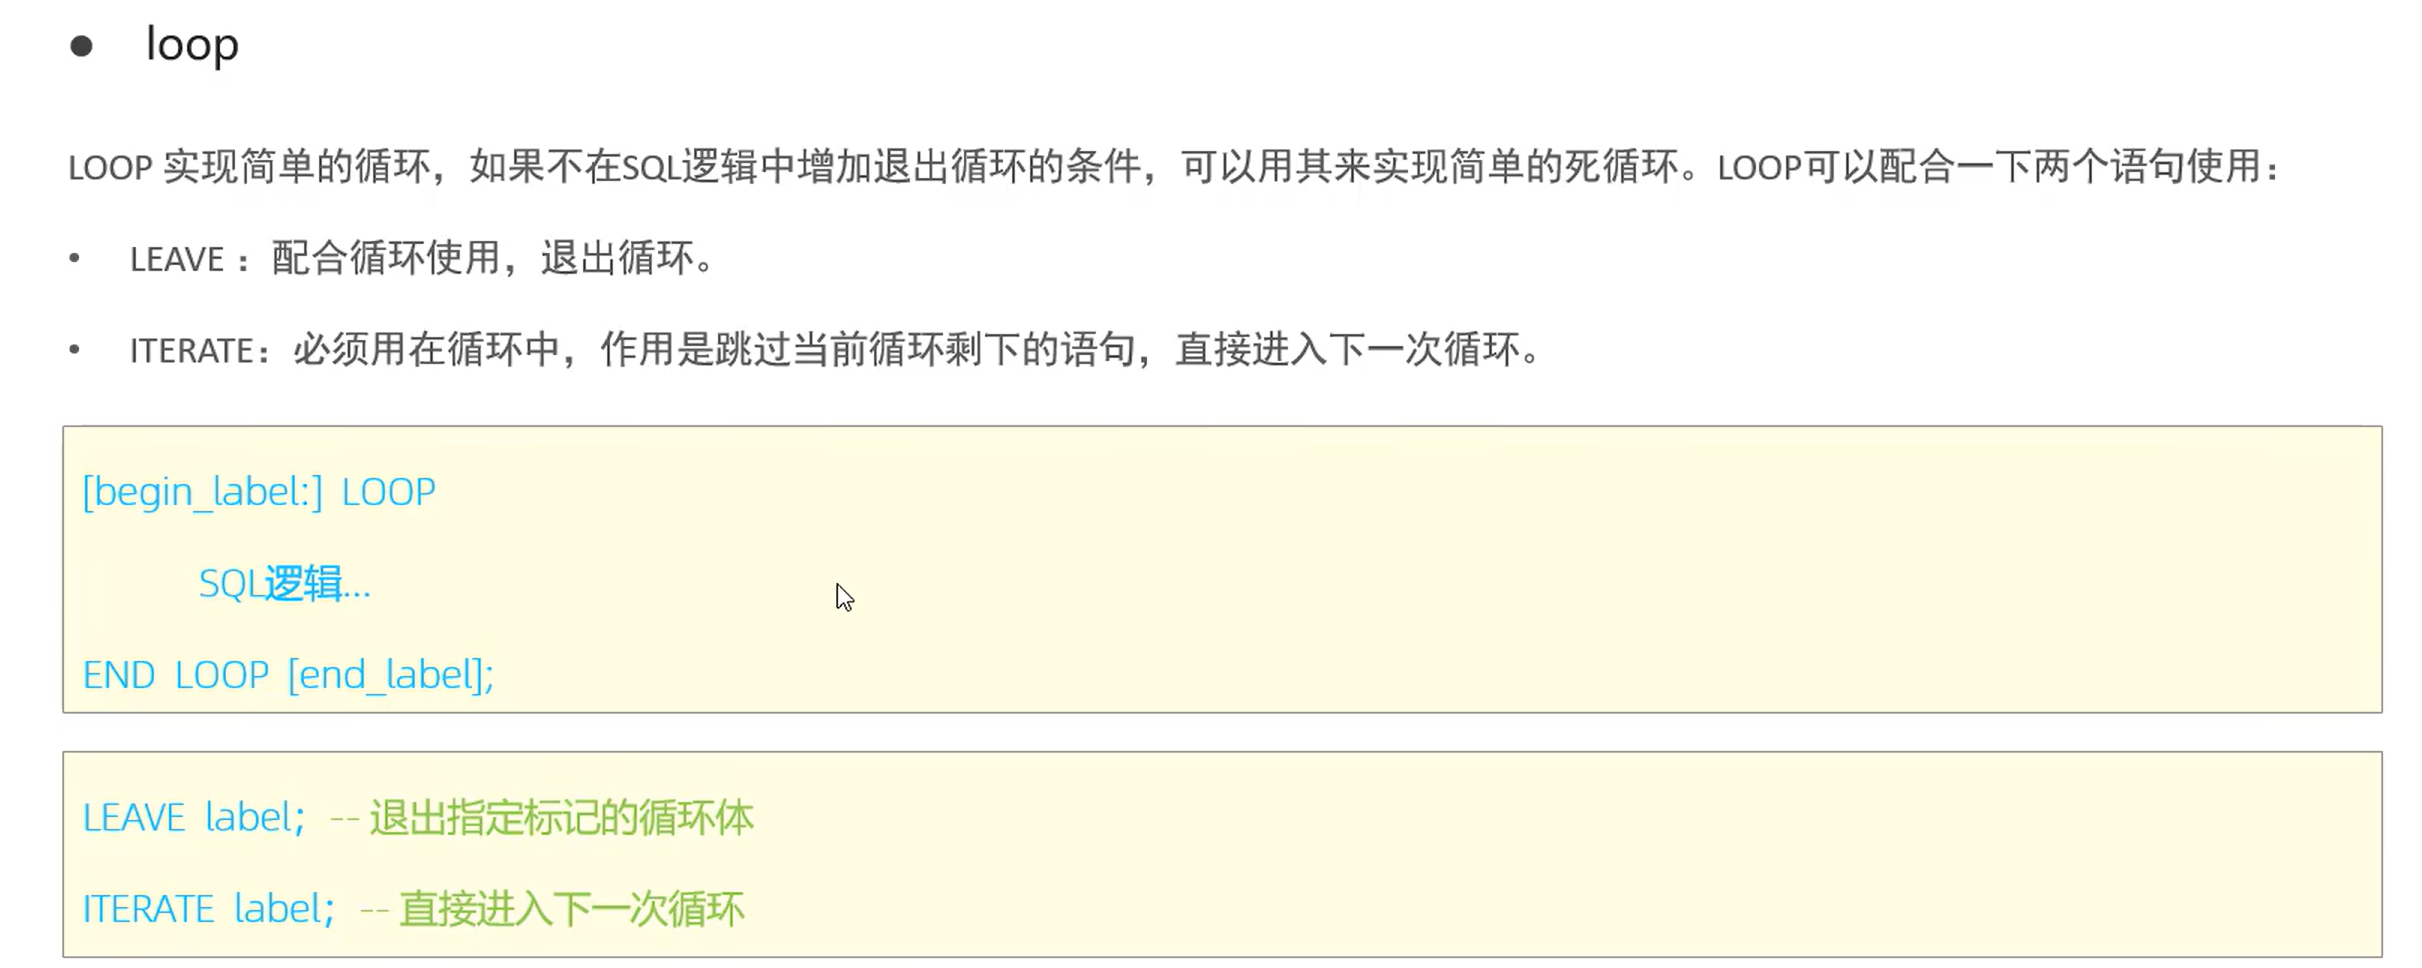 ● loop
LOOP 实现简单的循环，如果不在SQL逻辑中增加退出循环的条件，可以用其来实现简单的死循环。LOOP可以配合一下两个语句使用：
• LEAVE ：配合循环使用，退出循环。
• ITERATE：必须用在循环中，作用是跳过当前循环剩下的语句，直接进入下一次循环。
[begin_label:] LOOP
SQL逻辑...
END LOOP [end_label];
LEAVE label； -- 退出指定标记的循环体
ITERATE label； -- 直接进入下一次循环